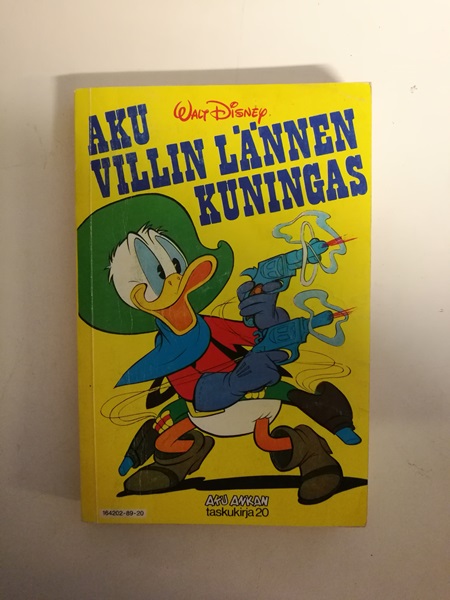 WALT DISNEY
AKU
VILLIN LÄNNEN
KUNINGAS
AKU ANKAN
taskukirja 20
164202-89-20